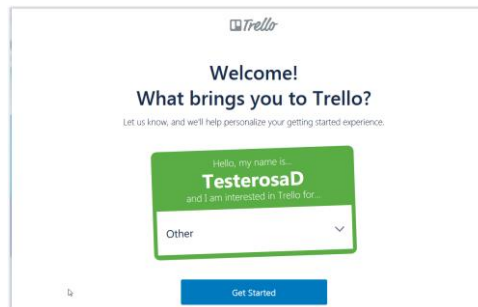 Trello
Welcome!
What brings you to Trello?
Let us know, and we'll help personalize your getting started experience.
Hello, my name is...
TesterosaD
and I am interested in Trello for...
Other
Get Started